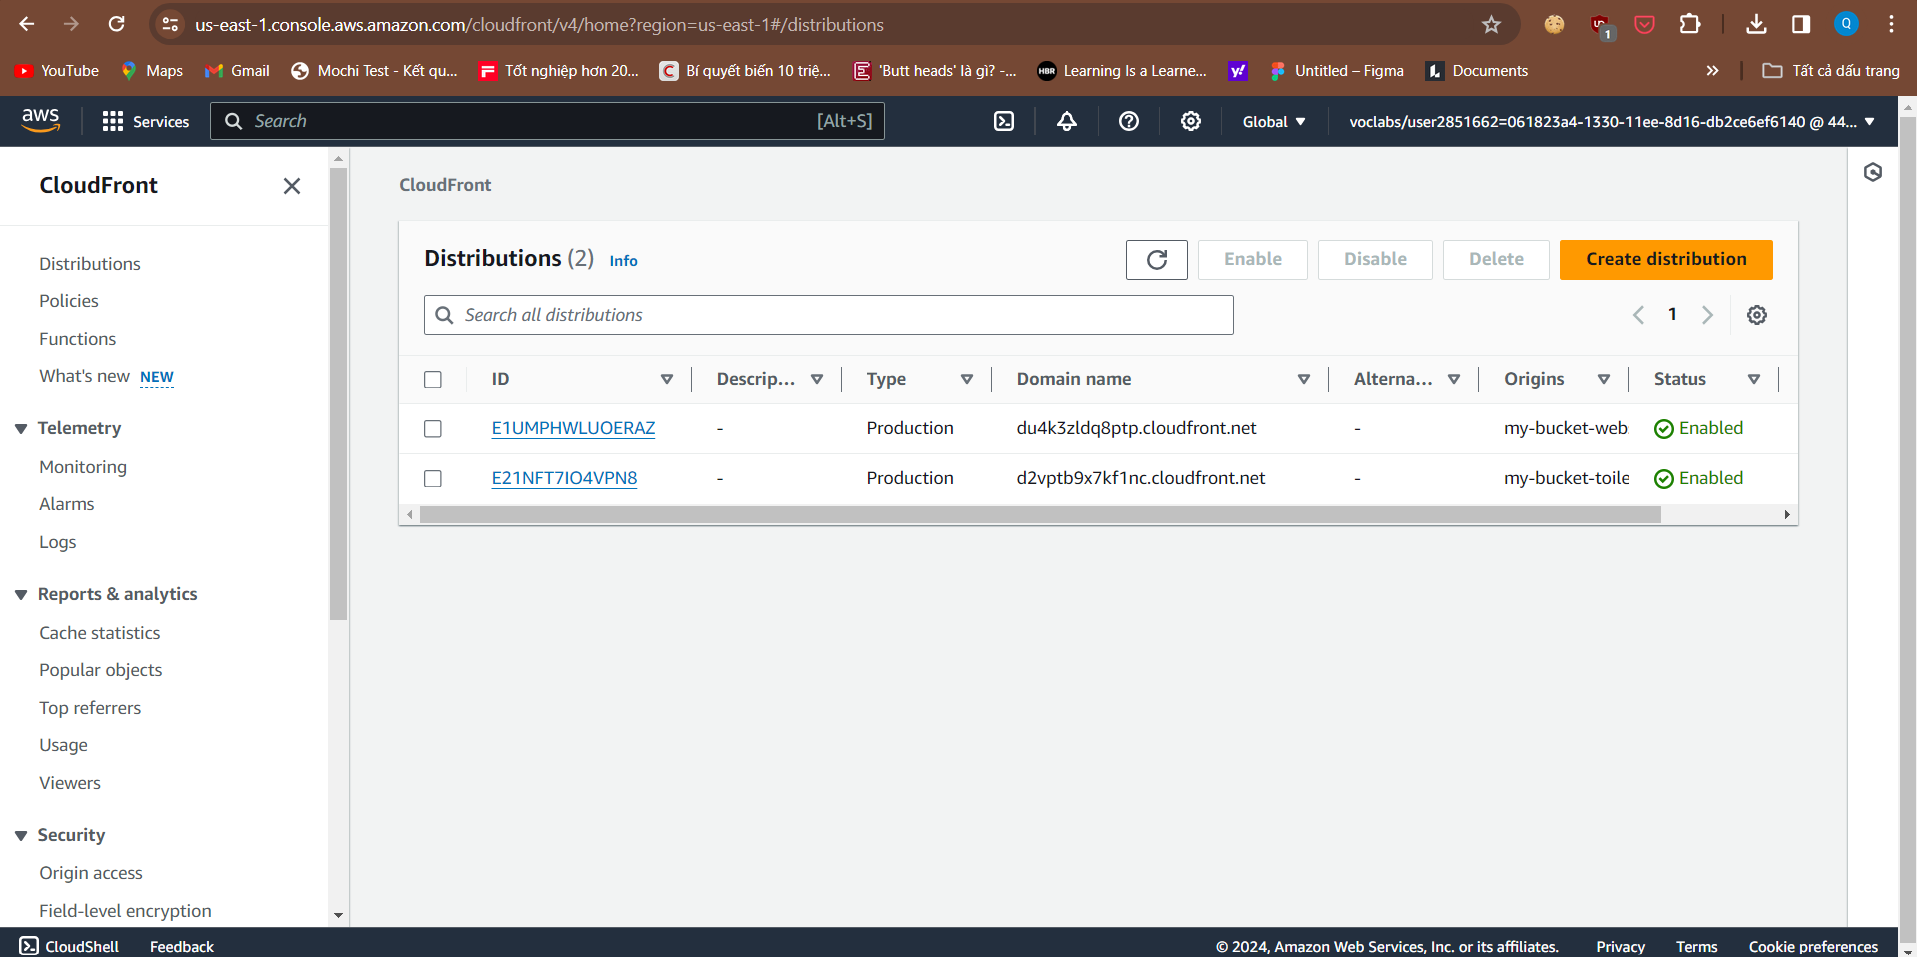 us-east-1.console.aws.amazon.com/cloudfront/v4/home?region=us-east-1#/distributions
1
Q
YouTube
Maps
Gmail
Mochi Test - Kết qu...
Tốt nghiệp hơn 20...
Bí quyết biến 10 triệ...
'Butt heads' là gì? -...
HBR
Learning Is a Learne...
y!
Untitled – Figma
Documents
Tất cả dấu trang
aws
Services
Search
[Alt+S]
Global
voclabs/user2851662=061823a4-1330-11ee-8d16-db2ce6ef6140 @ 44...
CloudFront
Distributions
Policies
Functions
What's new NEW
Telemetry
Monitoring
Alarms
Logs
Reports & analytics
Cache statistics
Popular objects
Top referrers
Usage
Viewers
Security
Origin access
Field-level encryption
CloudFront
Distributions (2) Info
Enable
Disable
Delete
Create distribution
Search all distributions
1
ID Descrip... Type Domain name Alterna... Origins Status
E1UMPHWLUOERAZ - Production du4k3zldq8ptp.cloudfront.net - my-bucket-web Enabled
E21NFT7IO4VPN8 - Production d2vptb9x7kf1nc.cloudfront.net - my-bucket-toile Enabled
CloudShell
Feedback
© 2024, Amazon Web Services, Inc. or its affiliates.
Privacy
Terms
Cookie preferences